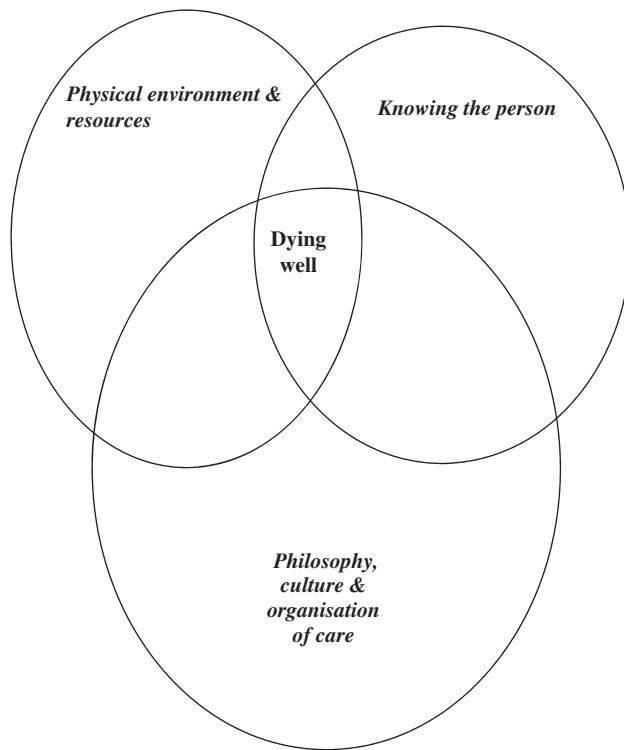 Physical environment &
resources
Knowing the person
Dying
well
Philosophy,
culture &
organisation
of care